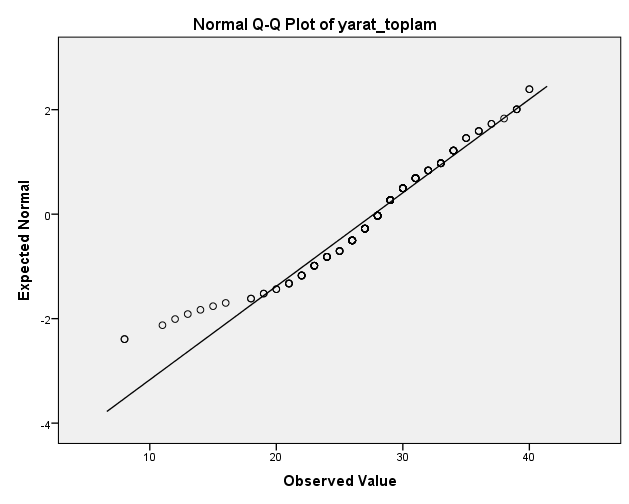 Normal Q-Q Plot of yarat_toplam
Expected Normal
2
0
-2
-4
10 20 30 40
Observed Value